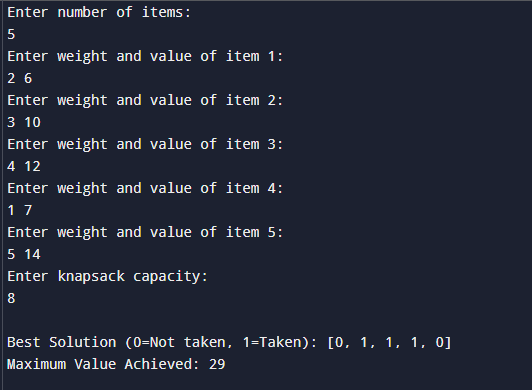 Enter number of items:
5
Enter weight and value of item 1:
2 6
Enter weight and value of item 2:
3 10
Enter weight and value of item 3:
4 12
Enter weight and value of item 4:
1 7
Enter weight and value of item 5:
5 14
Enter knapsack capacity:
8
Best Solution (0=Not taken, 1=Taken): [0, 1, 1, 1, 0]
Maximum Value Achieved: 29